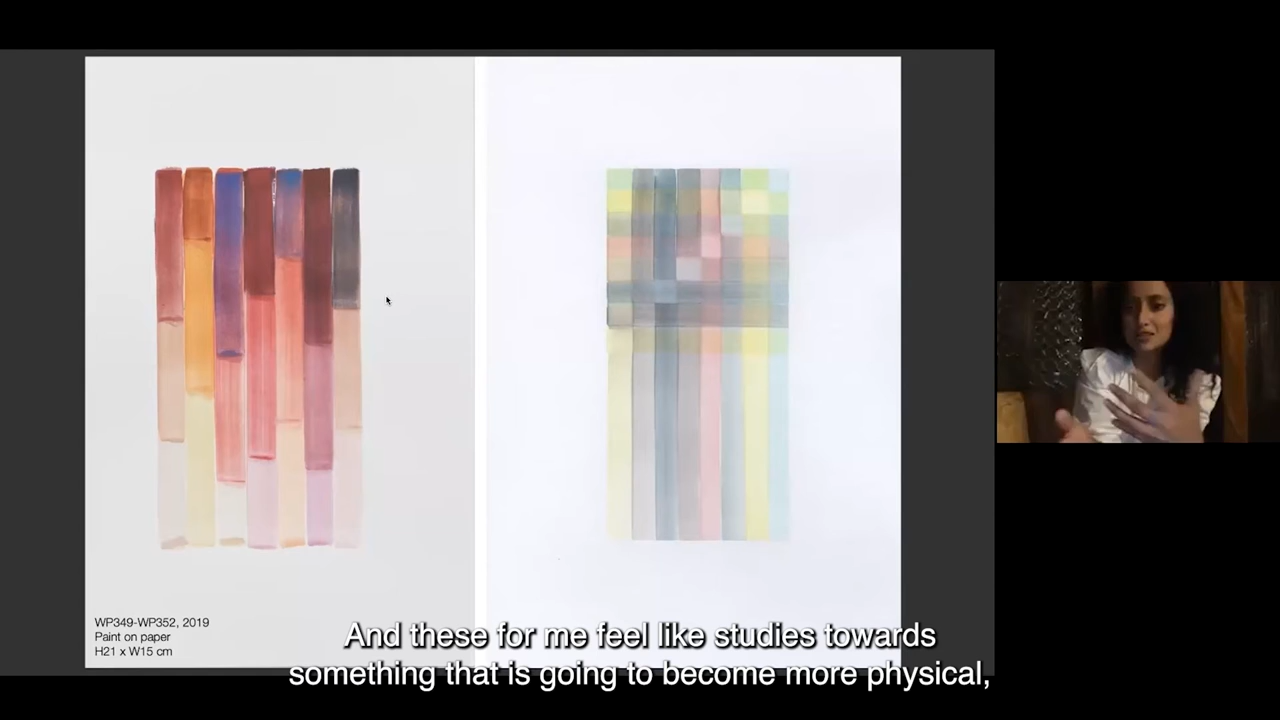 WP349-WP352, 2019
Paint on paper
H21 x W15 cm
And these for me feel like studies towards
something that is going to become more physical,